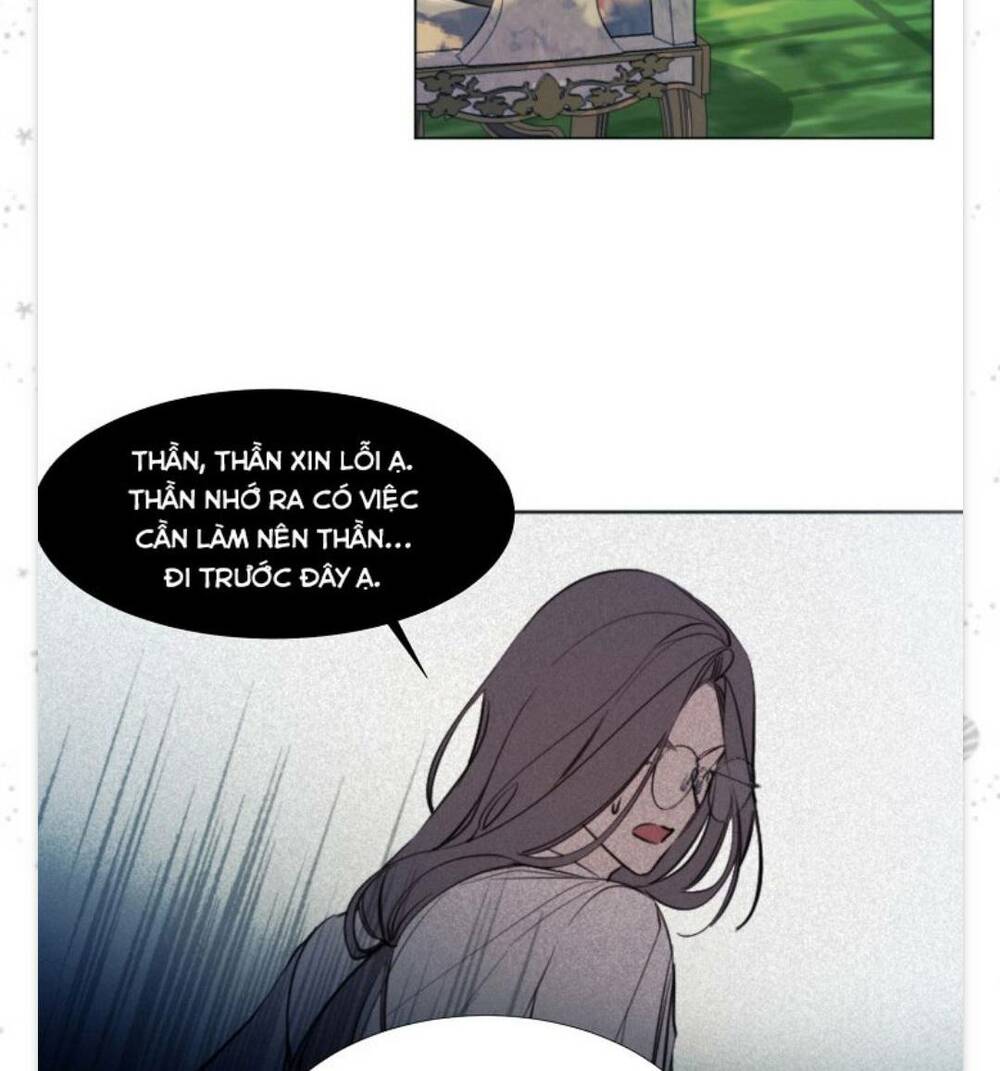 THẦN, THẦN XIN LỖI Ạ.
THẦN NHỚ RA CÓ VIỆC
CẦN LÀM NÊN THẦN...
ĐI TRƯỚC ĐÂY Ạ.